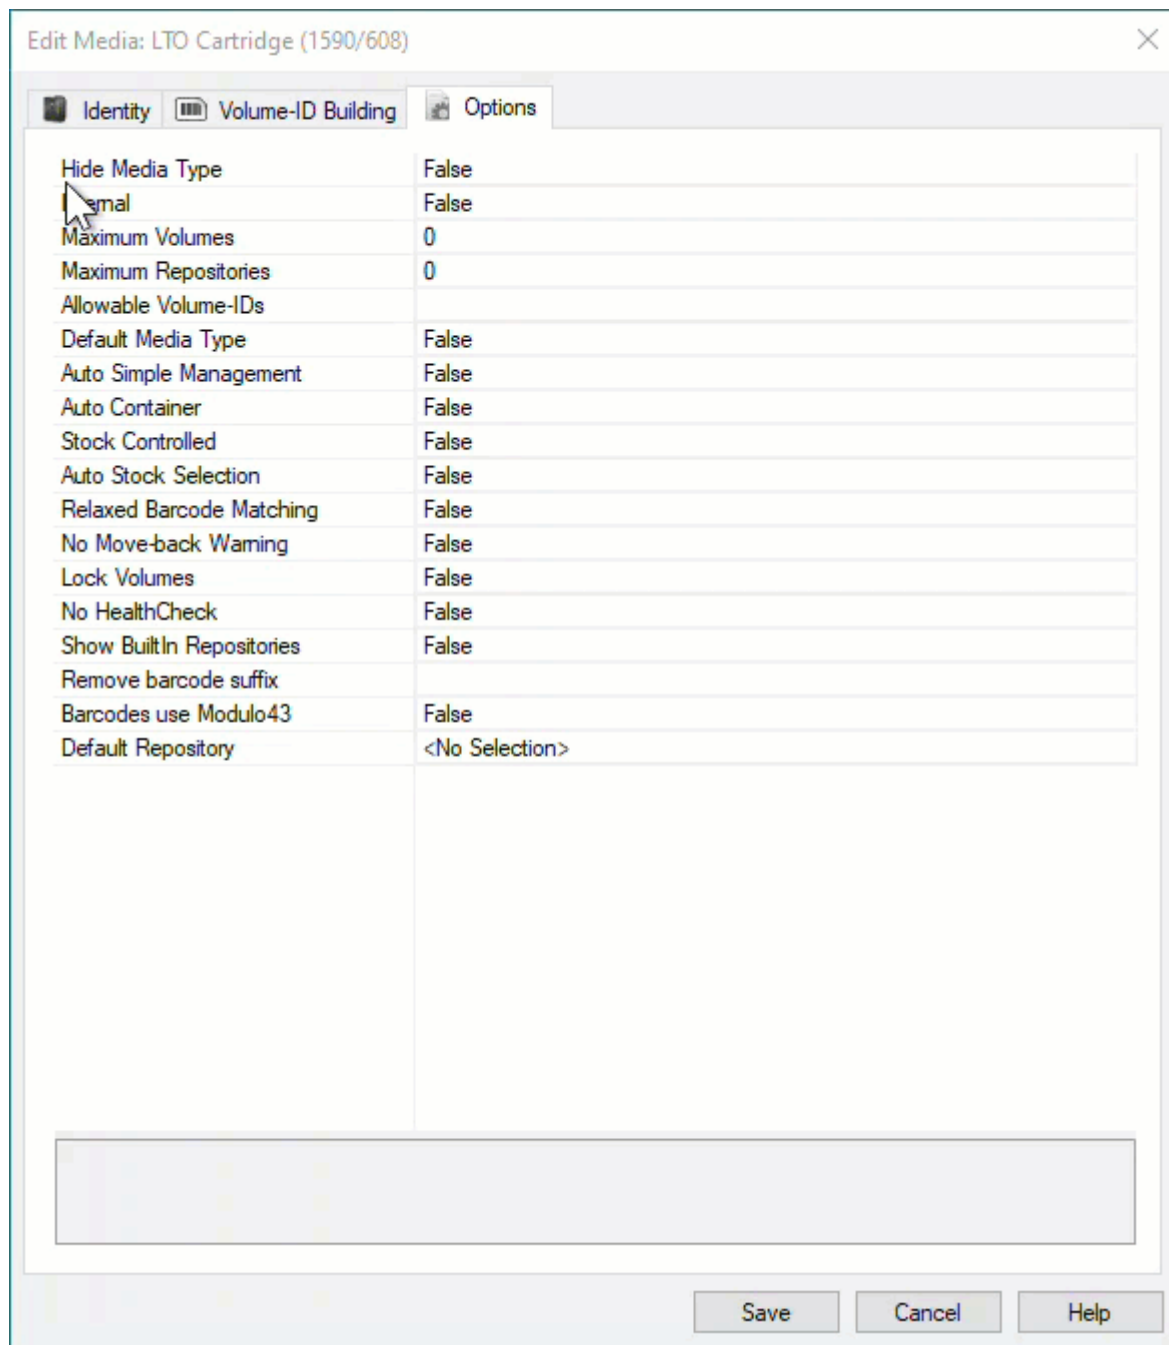 Edit Media: LTO Cartridge (1590/608)
Identity Volume-ID Building Options
Hide Media Type False
False
Maximum Volumes 0
Maximum Repositories 0
Allowable Volume-IDs
Default Media Type False
Auto Simple Management False
Auto Container False
Stock Controlled False
Auto Stock Selection False
Relaxed Barcode Matching False
No Move-back Warning False
Lock Volumes False
No HealthCheck False
Show BuiltIn Repositories False
Remove barcode suffix
Barcodes use Modulo43 False
Default Repository <No Selection>
Save Cancel Help